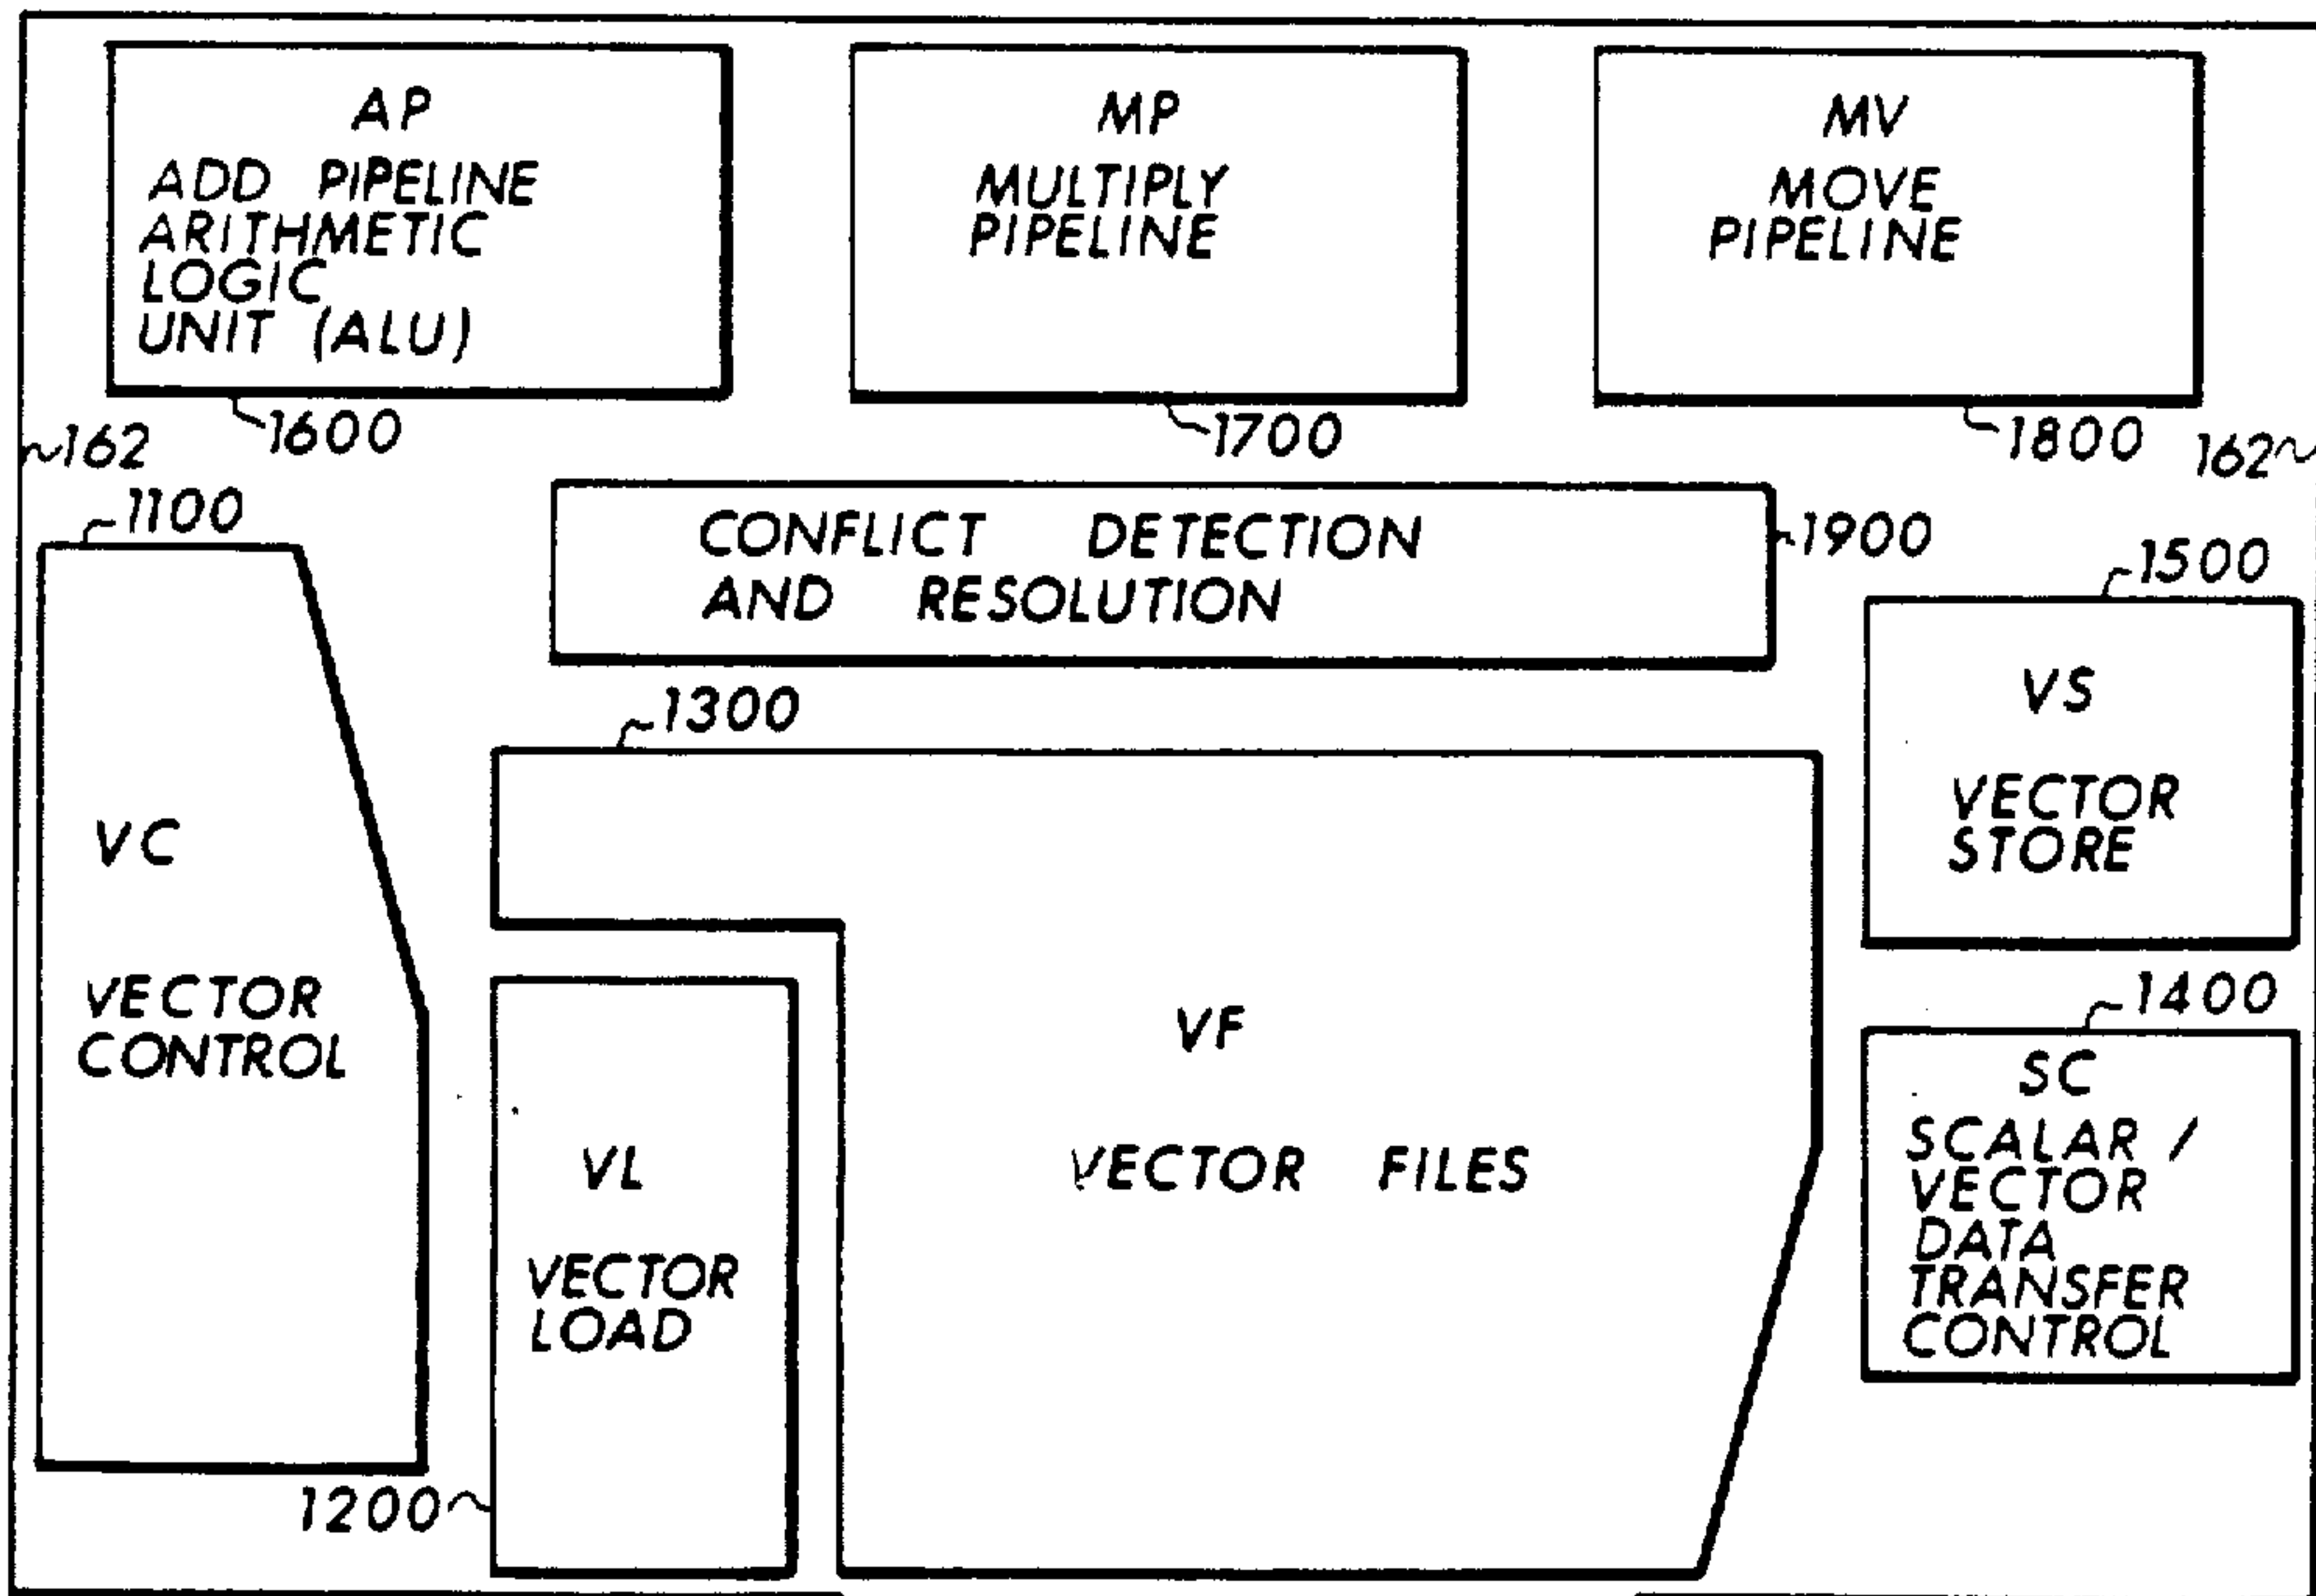 AP
ADD PIPELINE
ARITHMETIC
LOGIC
UNIT (ALU)
1600
MP
MULTIPLY
PIPELINE
1700
MV
MOVE
PIPELINE
1800
162
162
1100
VC
VECTOR
CONTROL
CONFLICT DETECTION
AND RESOLUTION
1900
1300
VF
VECTOR FILES
1500
VS
VECTOR
STORE
1200
VL
VECTOR
LOAD
1400
SC
SCALAR /
VECTOR
DATA
TRANSFER
CONTROL